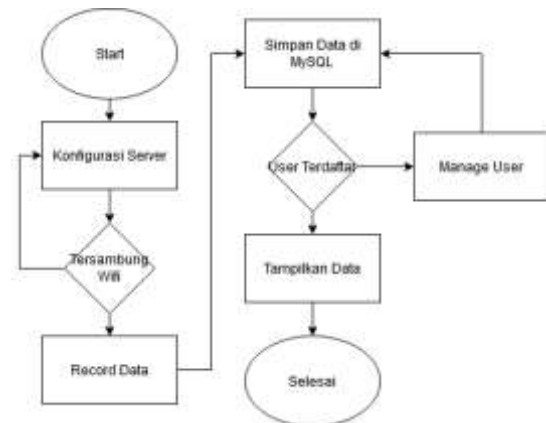 Start
Konfigurasi Server
Tersambung
Wifi
Record Data
Simpan Data di
MySQL
User Terdaftar
Manage User
Tampilkan Data
Selesai